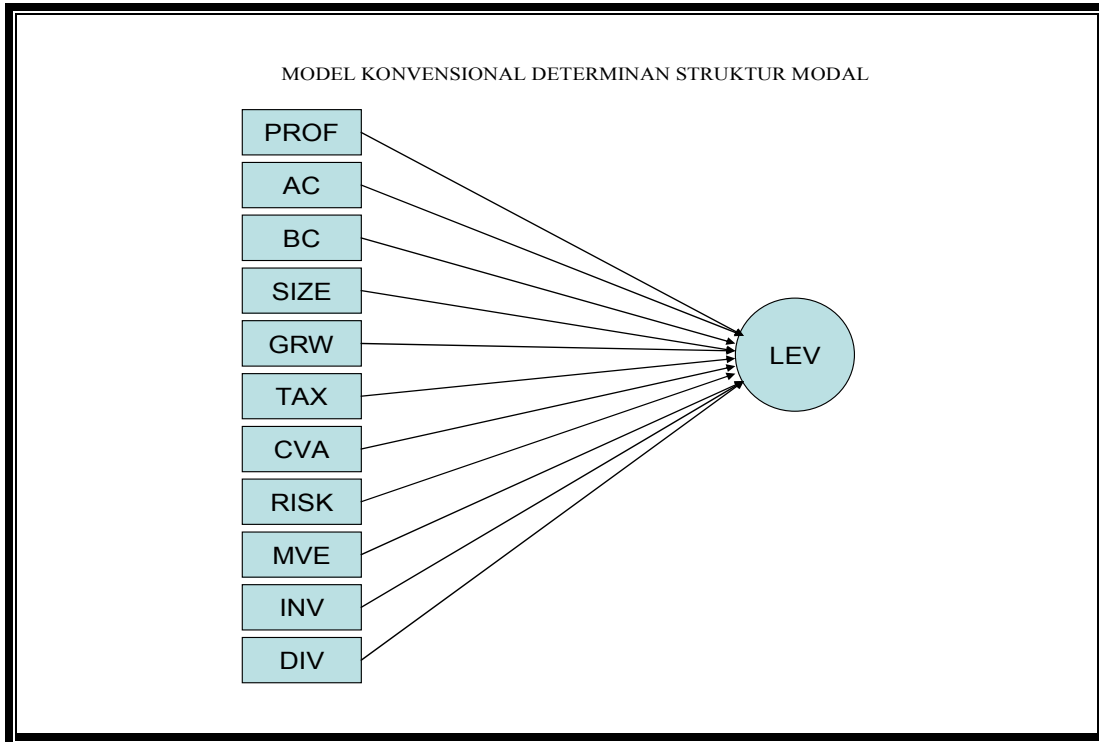 MODEL KONVENSIONAL DETERMINAN STRUKTUR MODAL
PROF
AC
BC
SIZE
GRW
TAX
CVA
RISK
MVE
INV
DIV
LEV